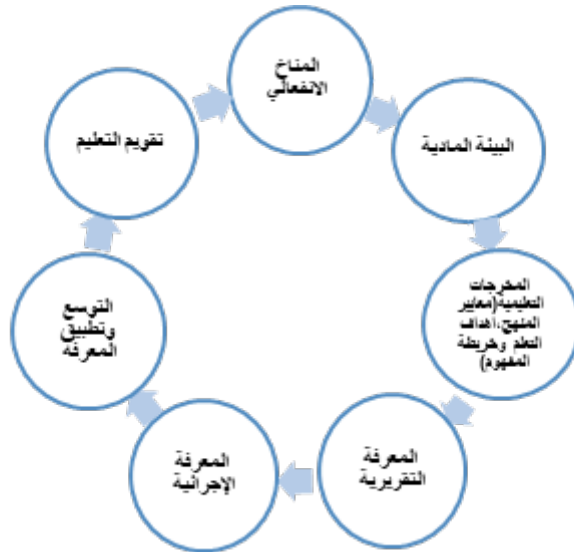 المناخ
الانفعالي
البيئة المادية
المخرجات
التعليمية(معايير
المنهج،أهداف
التعلم وخريطة
المفهوم)
المعرفة
التقريرية
المعرفة
الإجرائية
التوسع
وتطبيق
المعرفة
تقويم التعليم